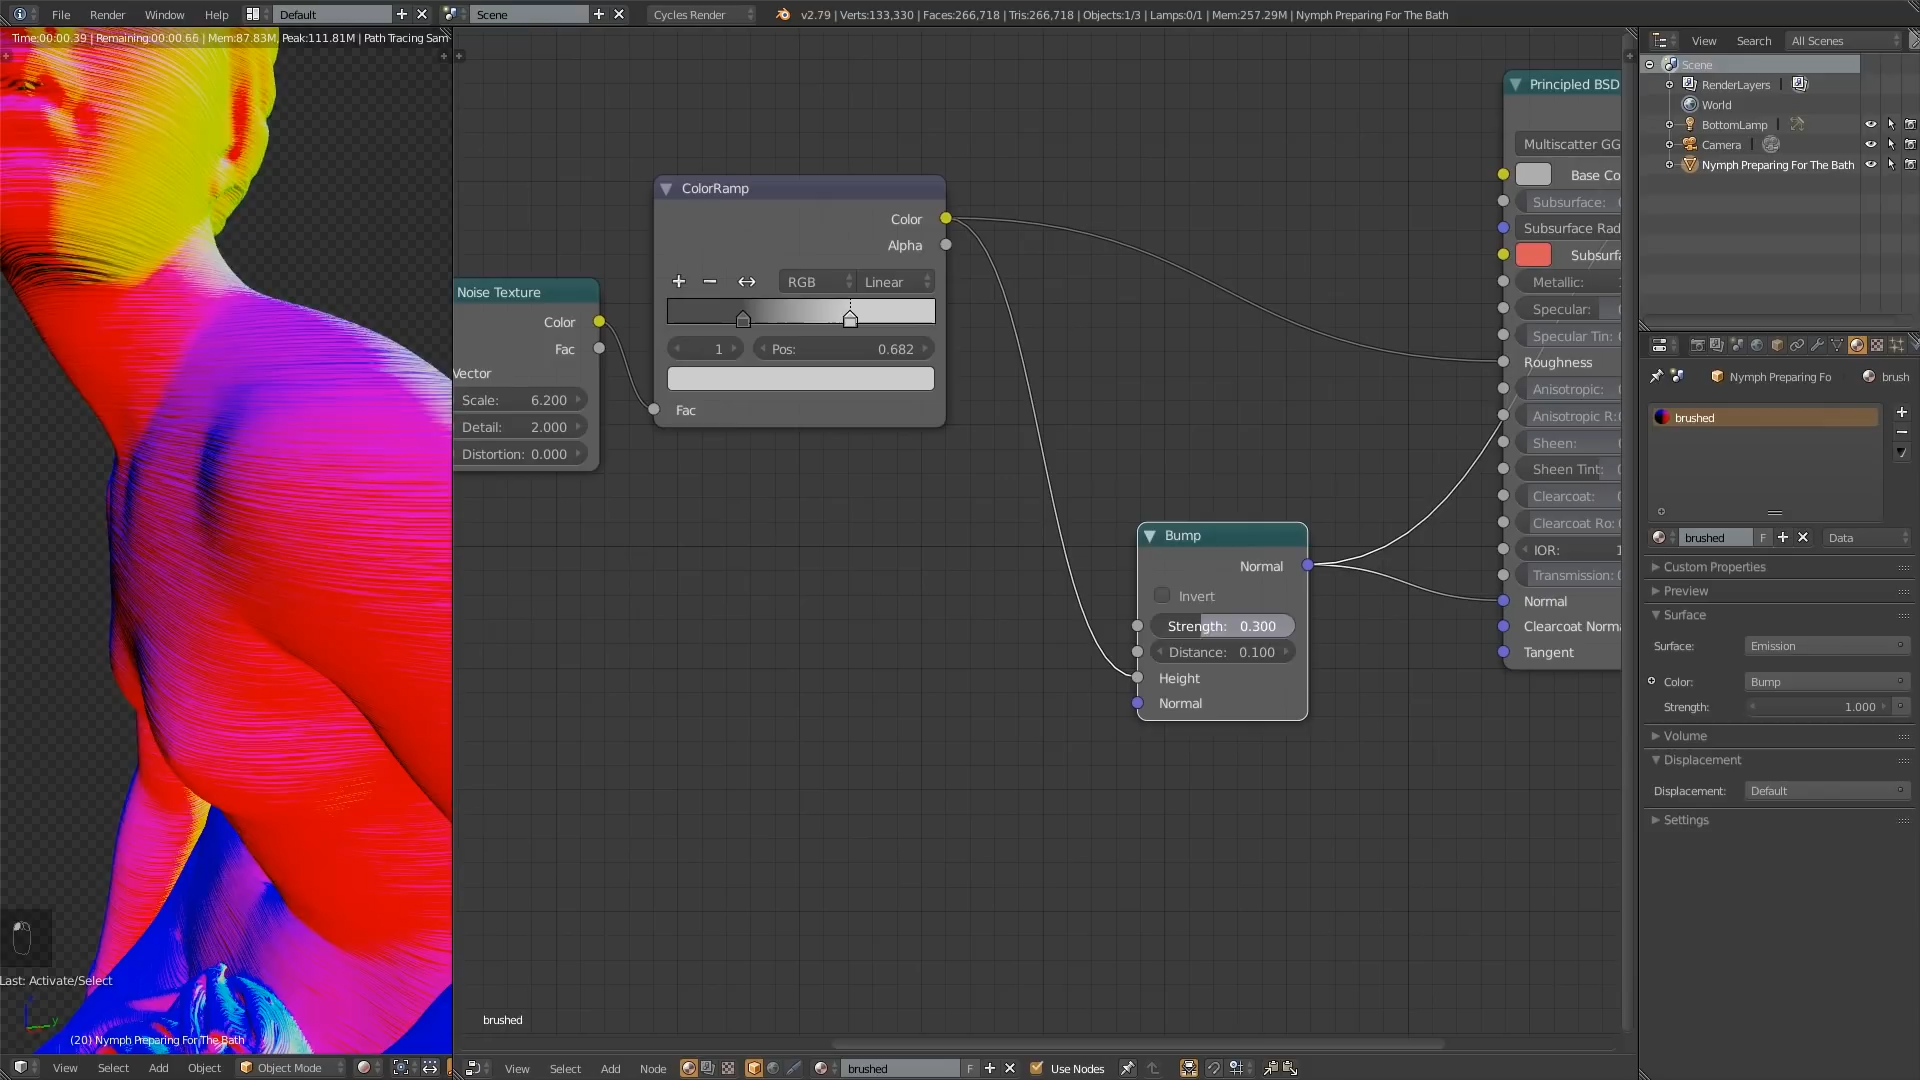 File Render Window Help Default Scene Cycles Render v2.79 | Verts:133,330 | Faces:266,718 | Tris:266,718 | Objects:1/3 | Lamps:0/1 | Mem:257.29M | Nymph Preparing For The Bath
Time:00:00.39 | Remaining:00:00.66 | Mem:87.83M, Peak:111.81M | Path Tracing Sam
Last: Activate/Select
(20) Nymph Preparing For The Bath
View Select Add Object Object Mode
Noise Texture
Color
Fac
Vector
Scale: 6.200
Detail: 2.000
Distortion: 0.000
ColorRamp
Color
Alpha
RGB Linear
1 Pos: 0.682
Fac
Bump
Normal
Invert
Strength: 0.300
Distance: 0.100
Height
Normal
Principled BSD
Multiscatter GG
Base Co
Subsurface:
Subsurface Rad
Subsurfa
Metallic:
Specular:
Specular Tin:
Roughness
Anisotropic:
Anisotropic R:
Sheen:
Sheen Tint:
Clearcoat:
Clearcoat Ro:
IOR: 1
Transmission:
Normal
Clearcoat Norma
Tangent
brushed
View Select Add Node brushed F Use Nodes
View Search All Scenes
Scene
RenderLayers
World
BottomLamp
Camera
Nymph Preparing For The Bath
Nymph Preparing Fo brush
brushed
brushed F Data
Custom Properties
Preview
Surface
Surface: Emission
Color: Bump
Strength: 1.000
Volume
Displacement
Displacement: Default
Settings